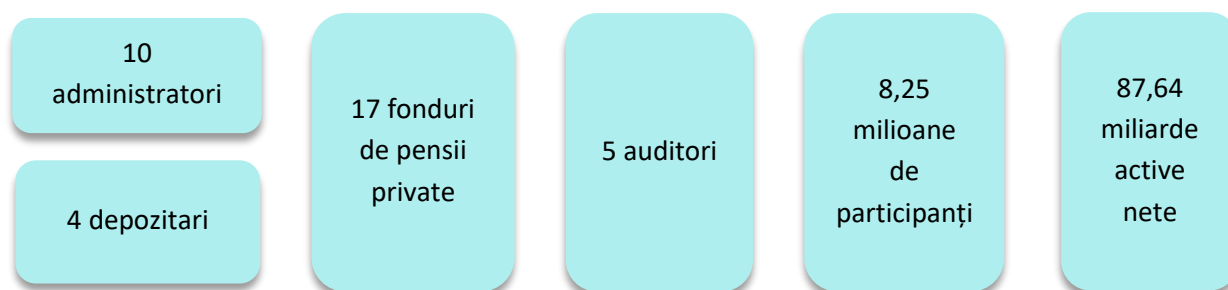 10
administratori
4 depozitari
17 fonduri
de pensii
private
5 auditori
8,25
milioane
de
participanți
87,64
miliarde
active
nete